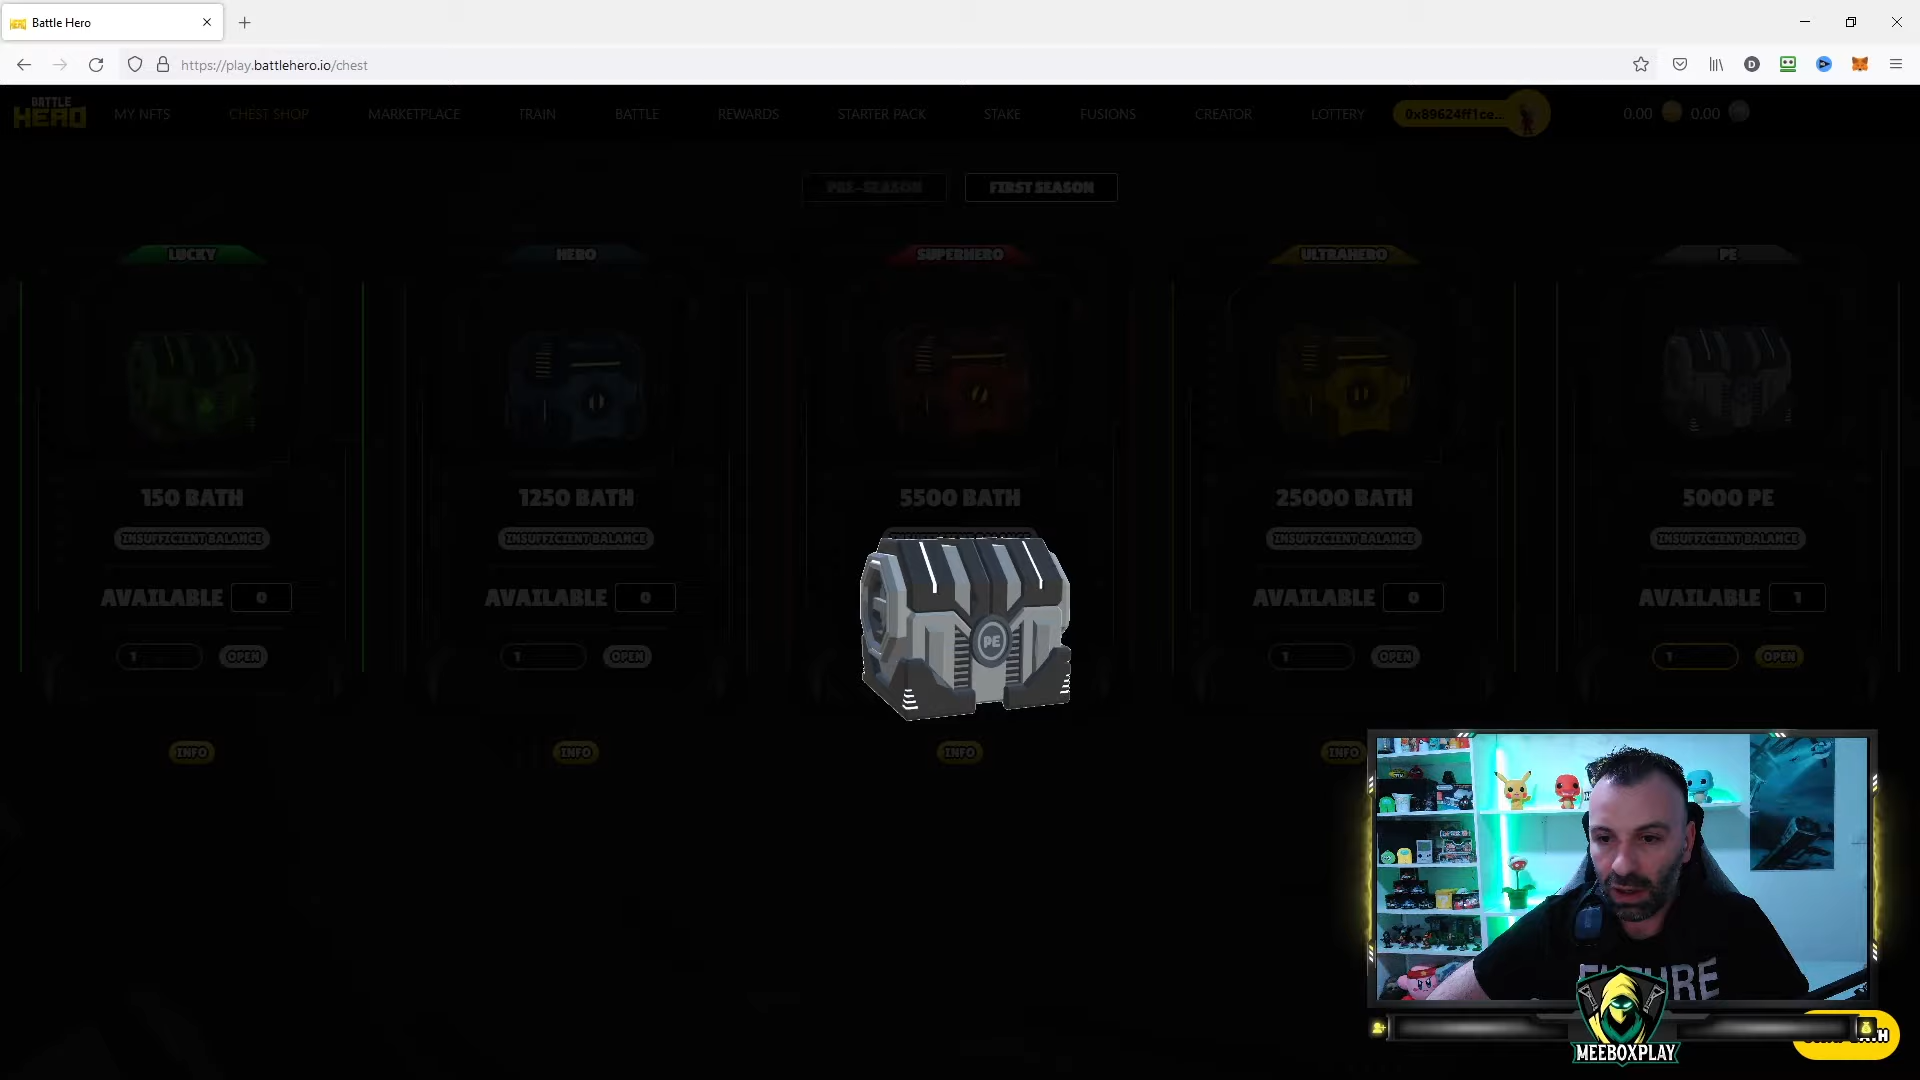 Battle Hero
https://play.battlehero.io/chest
BATTLE
HERO
MY NFTS
CHEST SHOP
MARKETPLACE
TRAIN
BATTLE
REWARDS
STARTER PACK
STAKE
FUSIONS
CREATOR
LOTTERY
0x89624ff1ce...
0.00
0.00
PRE-SEASON
FIRST SEASON
LUCKY
HERO
SUPERHERO
ULTRAHERO
PE
150 BATH
1250 BATH
5500 BATH
25000 BATH
5000 PE
INSUFFICIENT BALANCE
INSUFFICIENT BALANCE
INSUFFICIENT BALANCE
INSUFFICIENT BALANCE
AVAILABLE 0
AVAILABLE 0
AVAILABLE 0
AVAILABLE 1
1 OPEN
1 OPEN
1 OPEN
1 OPEN
PE
INFO
INFO
INFO
INFO
MEEBOXPLAY